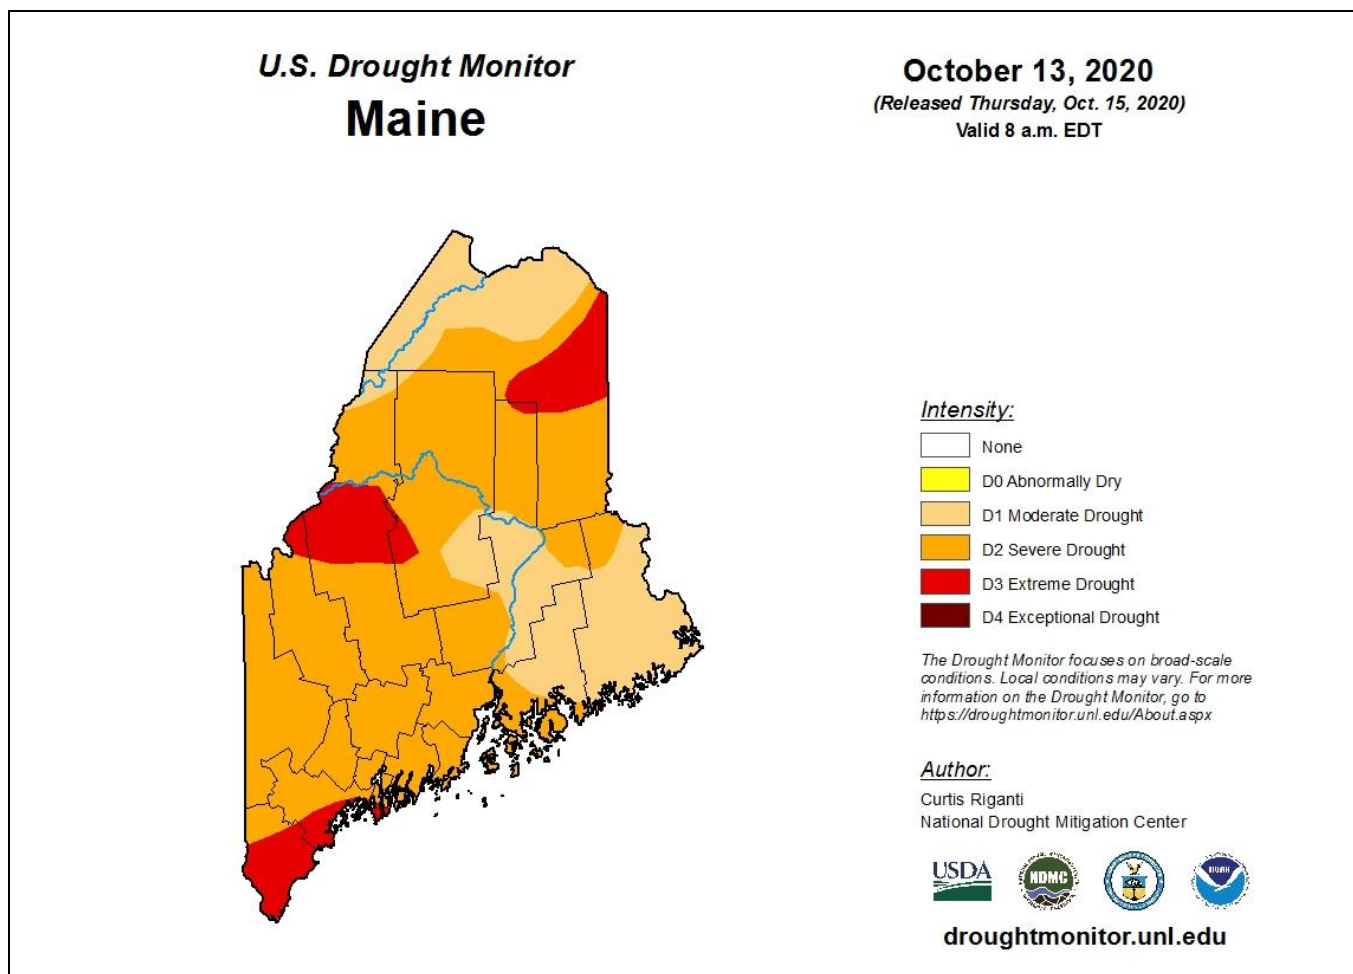 U.S. Drought Monitor
Maine
October 13, 2020
(Released Thursday, Oct. 15, 2020)
Valid 8 a.m. EDT
Intensity:
None
D0 Abnormally Dry
D1 Moderate Drought
D2 Severe Drought
D3 Extreme Drought
D4 Exceptional Drought
The Drought Monitor focuses on broad-scale
conditions. Local conditions may vary. For more
information on the Drought Monitor, go to
https://droughtmonitor.unl.edu/About.aspx
Author:
Curtis Riganti
National Drought Mitigation Center
USDA
NDMC
NOAA
droughtmonitor.unl.edu